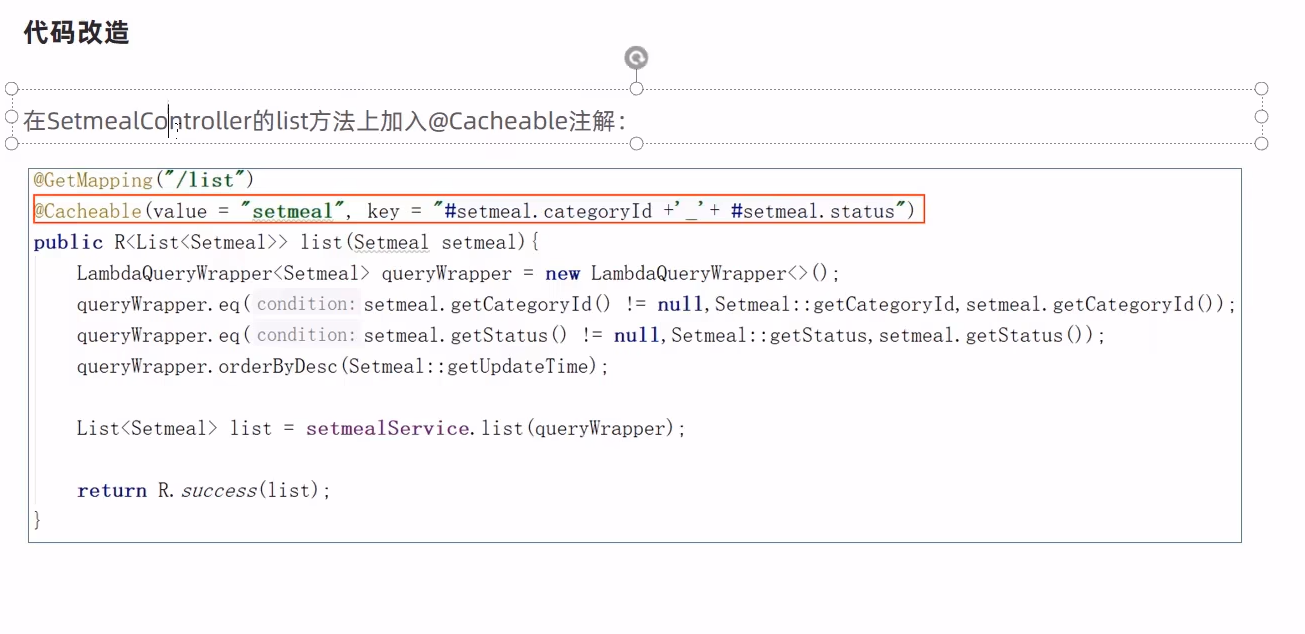 代码改造
在SetmealController的list方法上加入@Cacheable注解：
@GetMapping("/list")
@Cacheable(value = "setmeal", key = "#setmeal.categoryId +'_'+ #setmeal.status")
public R<List<Setmeal>> list(Setmeal setmeal){
LambdaQueryWrapper<Setmeal> queryWrapper = new LambdaQueryWrapper<>();
queryWrapper.eq( condition: setmeal.getCategoryId() != null,Setmeal::getCategoryId,setmeal.getCategoryId());
queryWrapper.eq( condition: setmeal.getStatus() != null,Setmeal::getStatus,setmeal.getStatus());
queryWrapper.orderByDesc(Setmeal::getUpdateTime);
List<Setmeal> list = setmealService.list(queryWrapper);
return R.success(list);
}